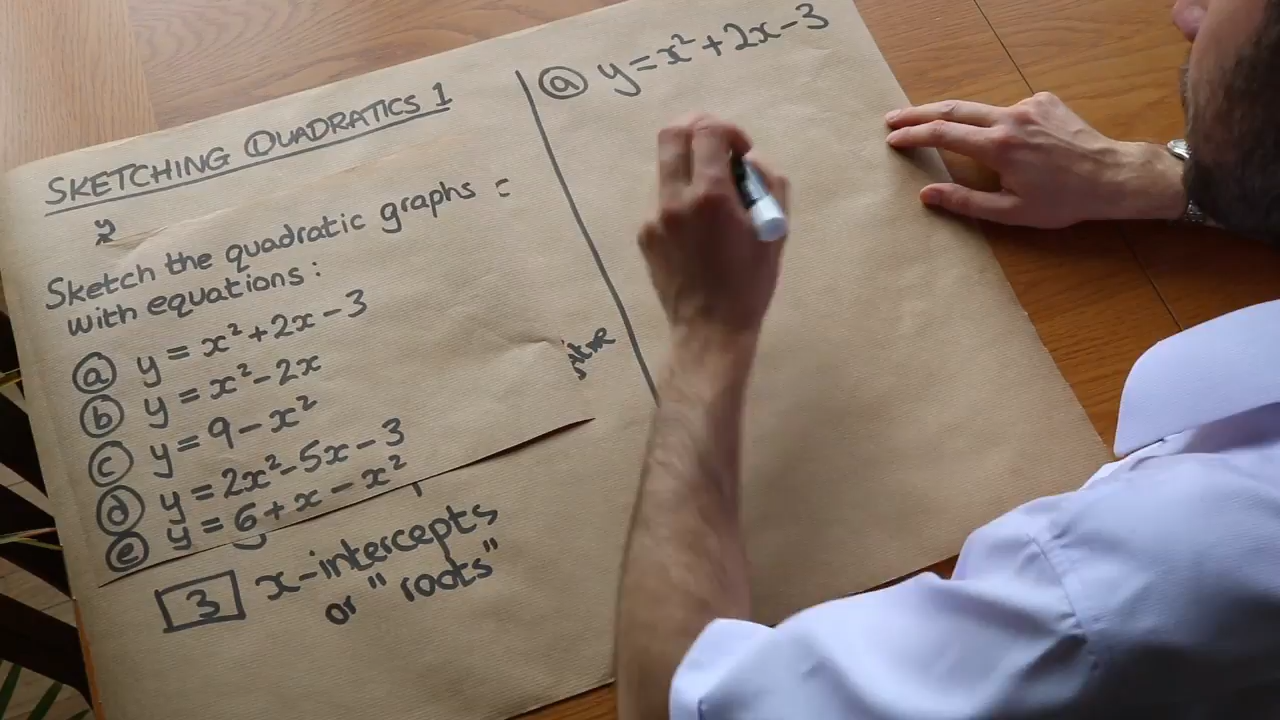 SKETCHING QUADRATICS 1
Sketch the quadratic graphs
with equations:
(a) y = x² + 2x - 3
(b) y = x² - 2x
(c) y = 9 - x²
(d) y = 2x² - 5x - 3
(e) y = 6 + x - x²
3 x-intercepts
or "roots"
(a) y = x² + 2x - 3